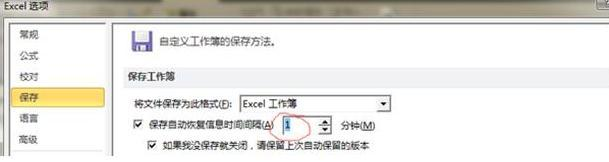 Excel 选项
常规
公式
校对
保存
语言
高级
自定义工作簿的保存方法。
保存工作簿
将文件保存为此格式(F): Excel 工作簿
保存自动恢复信息时间间隔(A) 1 分钟(M)
如果我没保存就关闭，请保留上次自动保留的版本